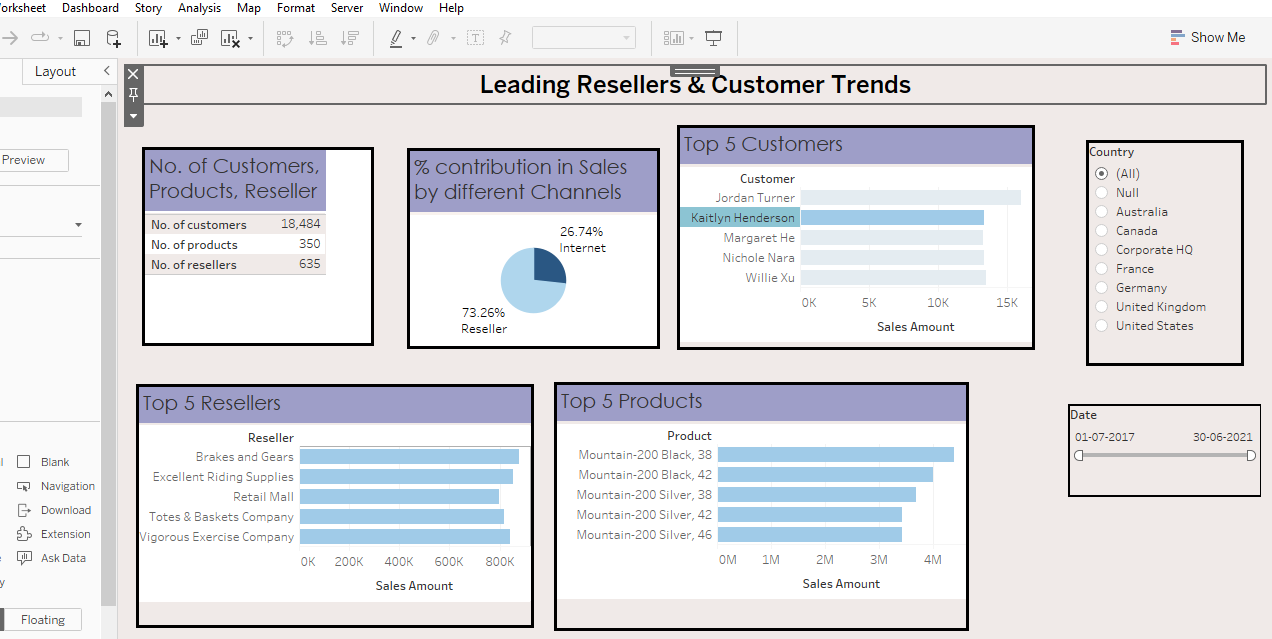 orksheet Dashboard Story Analysis Map Format Server Window Help
Show Me
Layout
Preview
Blank
Navigation
Download
Extension
Ask Data
y
Floating
Leading Resellers & Customer Trends
No. of Customers,
Products, Reseller
No. of customers 18,484
No. of products 350
No. of resellers 635
% contribution in Sales
by different Channels
26.74%
Internet
73.26%
Reseller
Top 5 Customers
Customer
Jordan Turner
Kaitlyn Henderson
Margaret He
Nichole Nara
Willie Xu
0K 5K 10K 15K
Sales Amount
Country
(All)
Null
Australia
Canada
Corporate HQ
France
Germany
United Kingdom
United States
Top 5 Resellers
Reseller
Brakes and Gears
Excellent Riding Supplies
Retail Mall
Totes & Baskets Company
Vigorous Exercise Company
0K 200K 400K 600K 800K
Sales Amount
Top 5 Products
Product
Mountain-200 Black, 38
Mountain-200 Black, 42
Mountain-200 Silver, 38
Mountain-200 Silver, 42
Mountain-200 Silver, 46
0M 1M 2M 3M 4M
Sales Amount
Date
01-07-2017 30-06-2021